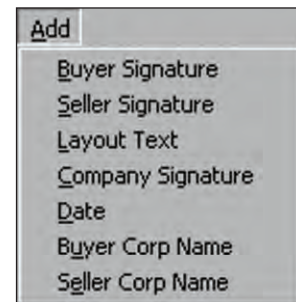 Add
Buyer Signature
Seller Signature
Layout Text
Company Signature
Date
Buyer Corp Name
Seller Corp Name